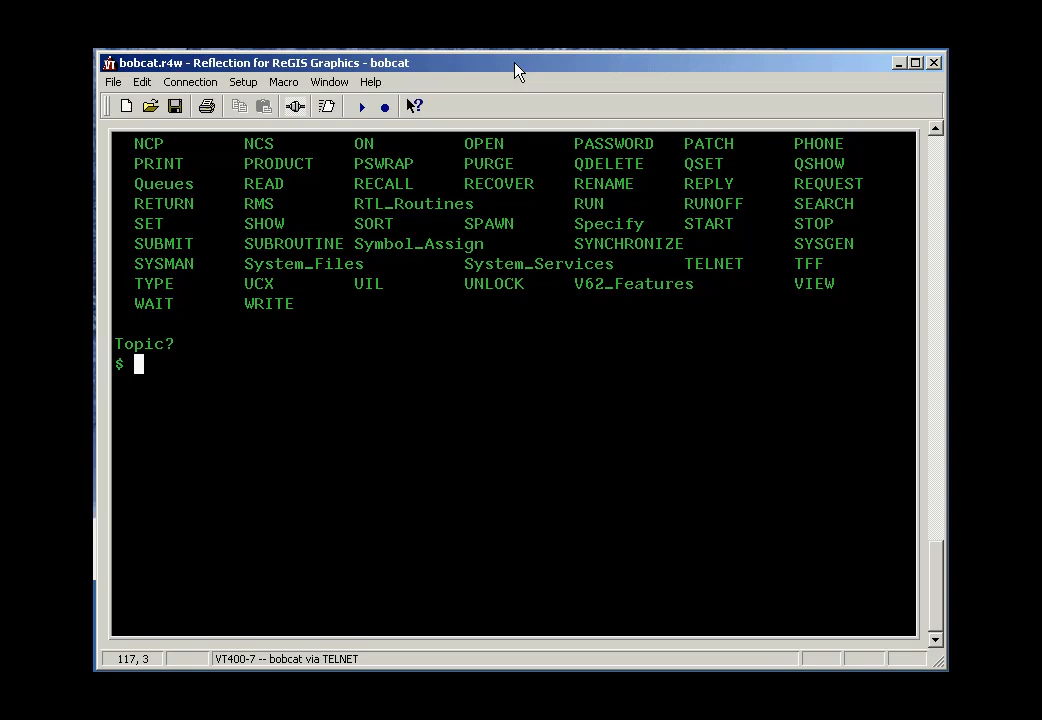 bobcat.r4w - Reflection for ReGIS Graphics - bobcat
File Edit Connection Setup Macro Window Help
NCP NCS ON OPEN PASSWORD PATCH PHONE
PRINT PRODUCT PSWRAP PURGE QDELETE QSET QSHOW
Queues READ RECALL RECOVER RENAME REPLY REQUEST
RETURN RMS RTL_Routines RUN RUNOFF SEARCH
SET SHOW SORT SPAWN Specify START STOP
SUBMIT SUBROUTINE Symbol_Assign SYNCHRONIZE SYSGEN
SYSMAN System_Files System_Services TELNET TFF
TYPE UCX UIL UNLOCK V62_Features VIEW
WAIT WRITE
Topic?
$
117, 3 VT400-7 -- bobcat via TELNET